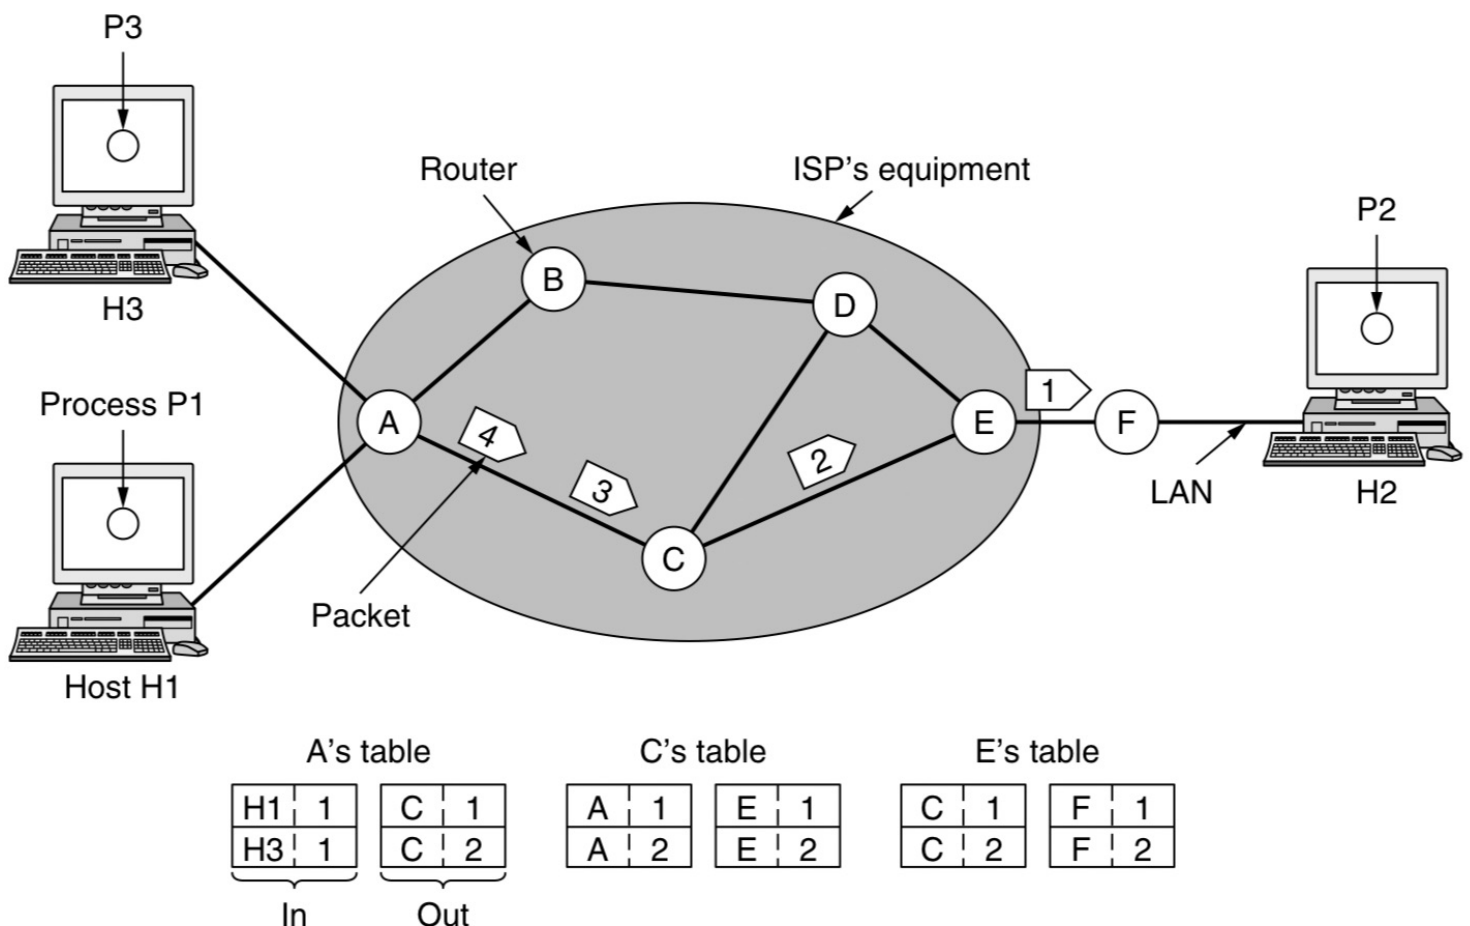 P3
Router
ISP's equipment
P2
B
D
H3
Process P1
A
4
3
2
E
1
F
LAN
H2
C
Packet
Host H1
A's table
C's table
E's table
H1 1 C 1 A 1 E 1 C 1 F 1
H3 1 C 2 A 2 E 2 C 2 F 2
In Out